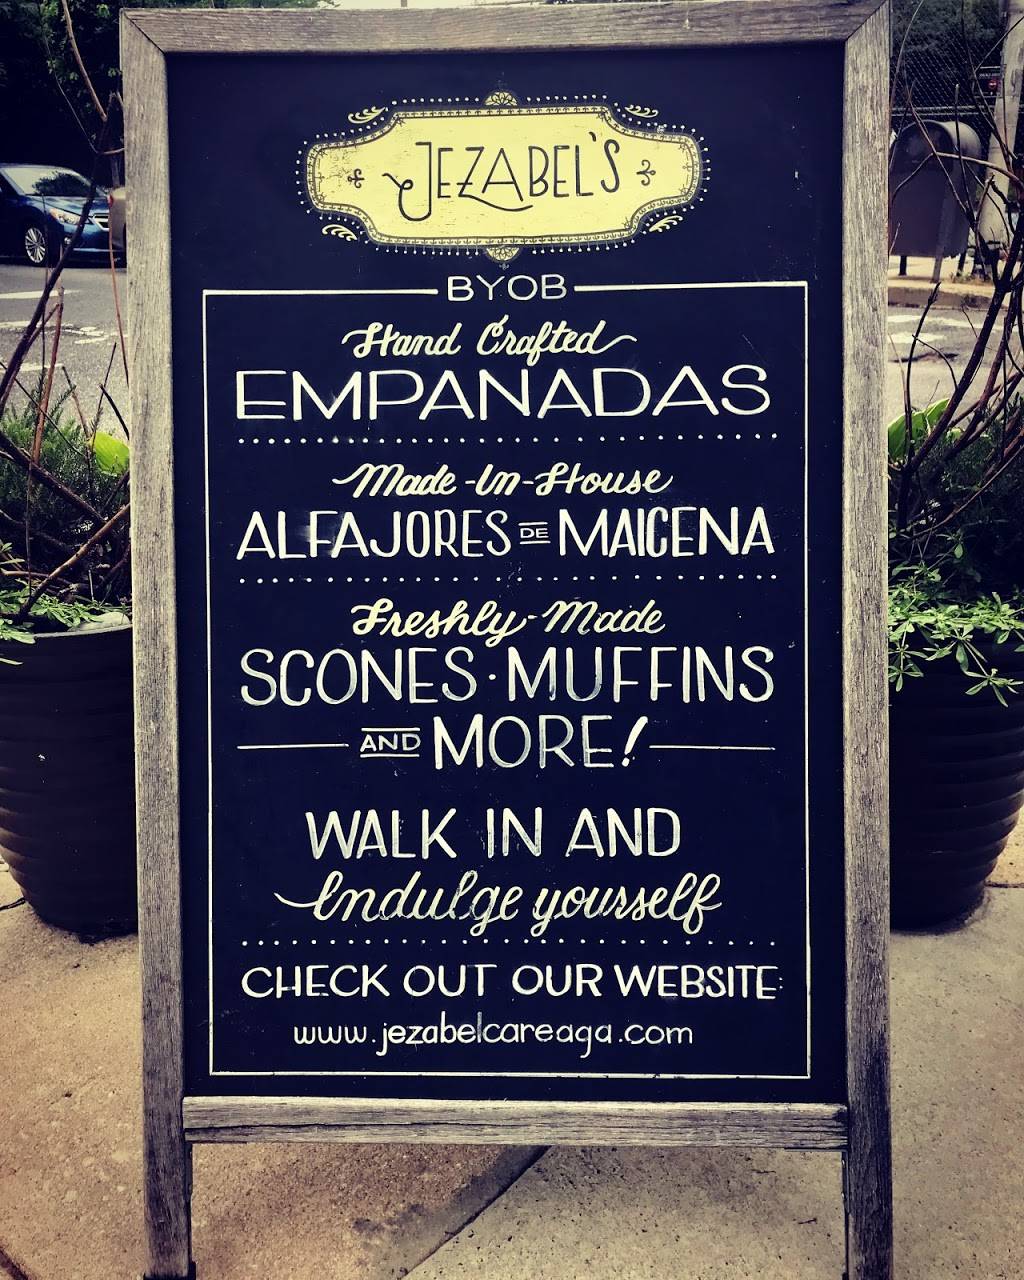 JEZABEL'S
BYOB
Hand Crafted
EMPANADAS
Made-In-House
ALFAJORES DE MAICENA
Freshly-Made
SCONES · MUFFINS
AND MORE!
WALK IN AND
Indulge yourself
CHECK OUT OUR WEBSITE:
www.jezabelcareaga.com